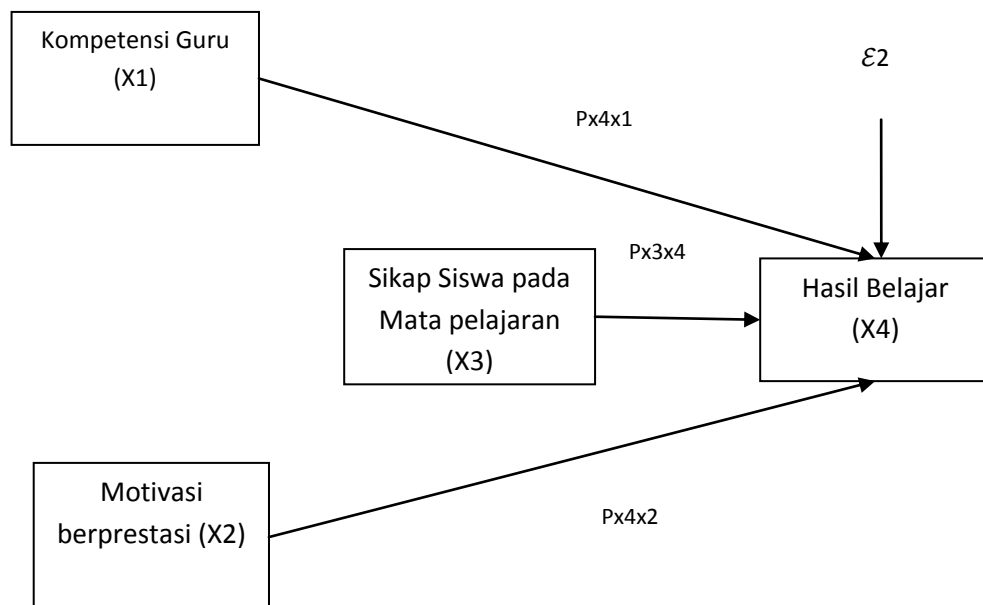 Kompetensi Guru
(X1)
ℰ2
Px4x1
Px3x4
Sikap Siswa pada
Mata pelajaran
(X3)
Hasil Belajar
(X4)
Motivasi
berprestasi (X2)
Px4x2